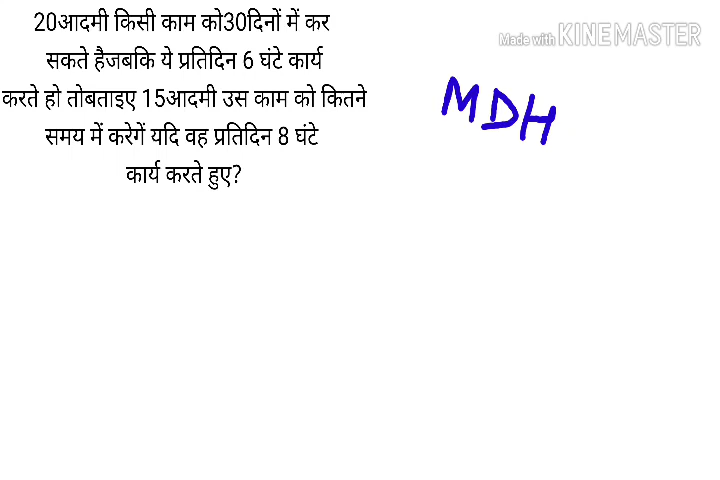 20आदमी किसी काम को30दिनों में कर
सकते हैजबकि ये प्रतिदिन 6 घंटे कार्य
करते हो तोबताइए 15आदमी उस काम को कितने
समय में करेगें यदि वह प्रतिदिन 8 घंटे
कार्य करते हुए?
Made with KINEMASTER
MDH